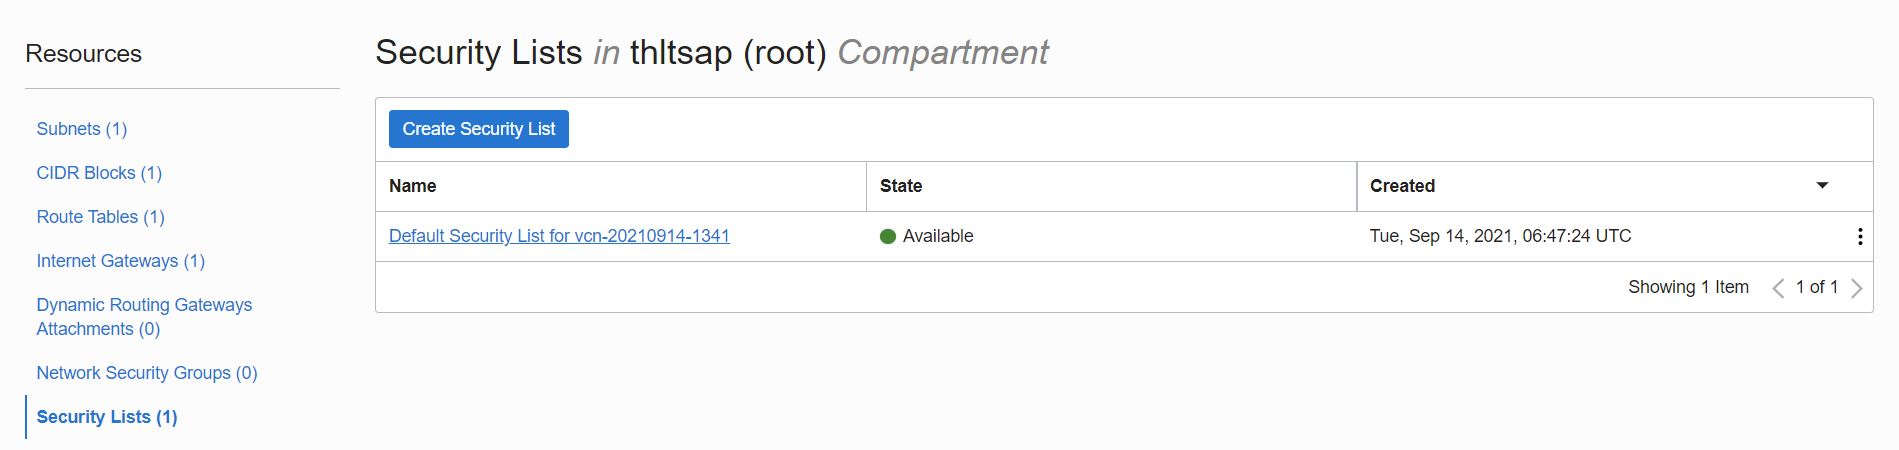 Resources
Subnets (1)
CIDR Blocks (1)
Route Tables (1)
Internet Gateways (1)
Dynamic Routing Gateways
Attachments (0)
Network Security Groups (0)
Security Lists (1)
Security Lists in thltsap (root) Compartment
Create Security List
Name State Created
Default Security List for vcn-20210914-1341 Available Tue, Sep 14, 2021, 06:47:24 UTC
Showing 1 Item 1 of 1